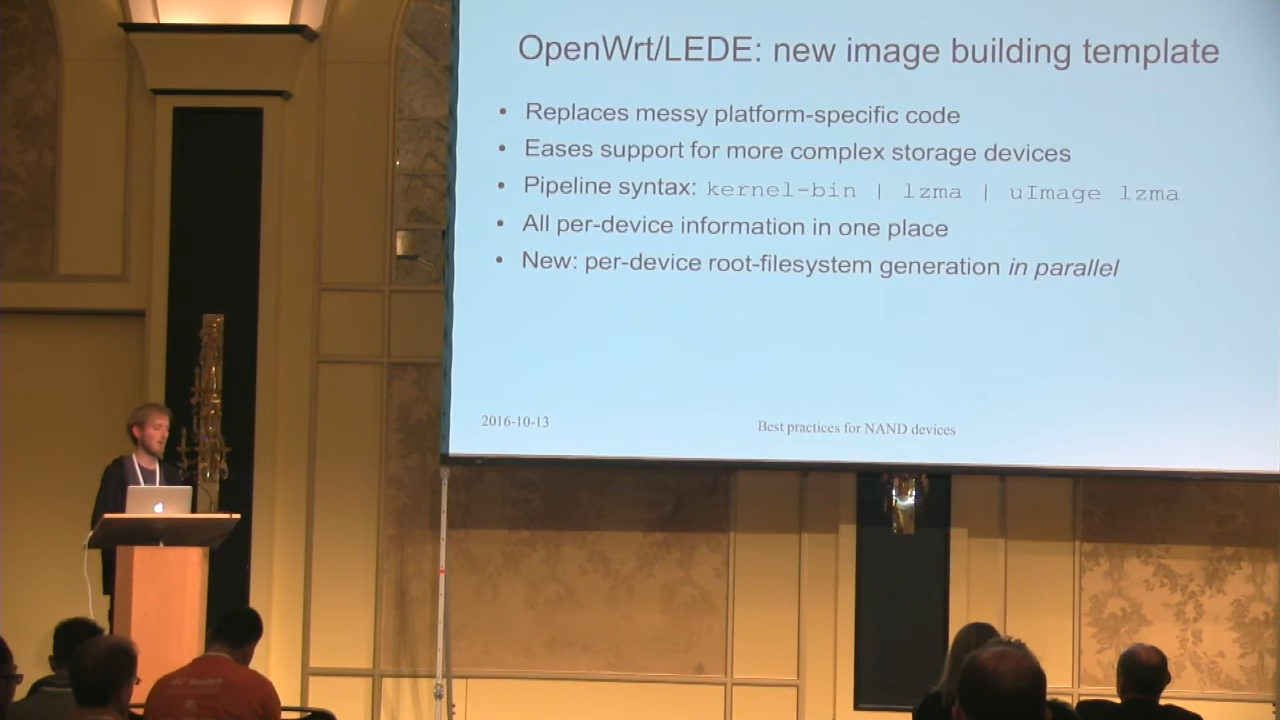 OpenWrt/LEDE: new image building template
• Replaces messy platform-specific code
• Eases support for more complex storage devices
• Pipeline syntax: kernel-bin | lzma | uImage lzma
• All per-device information in one place
• New: per-device root-filesystem generation in parallel
2016-10-13
Best practices for NAND devices